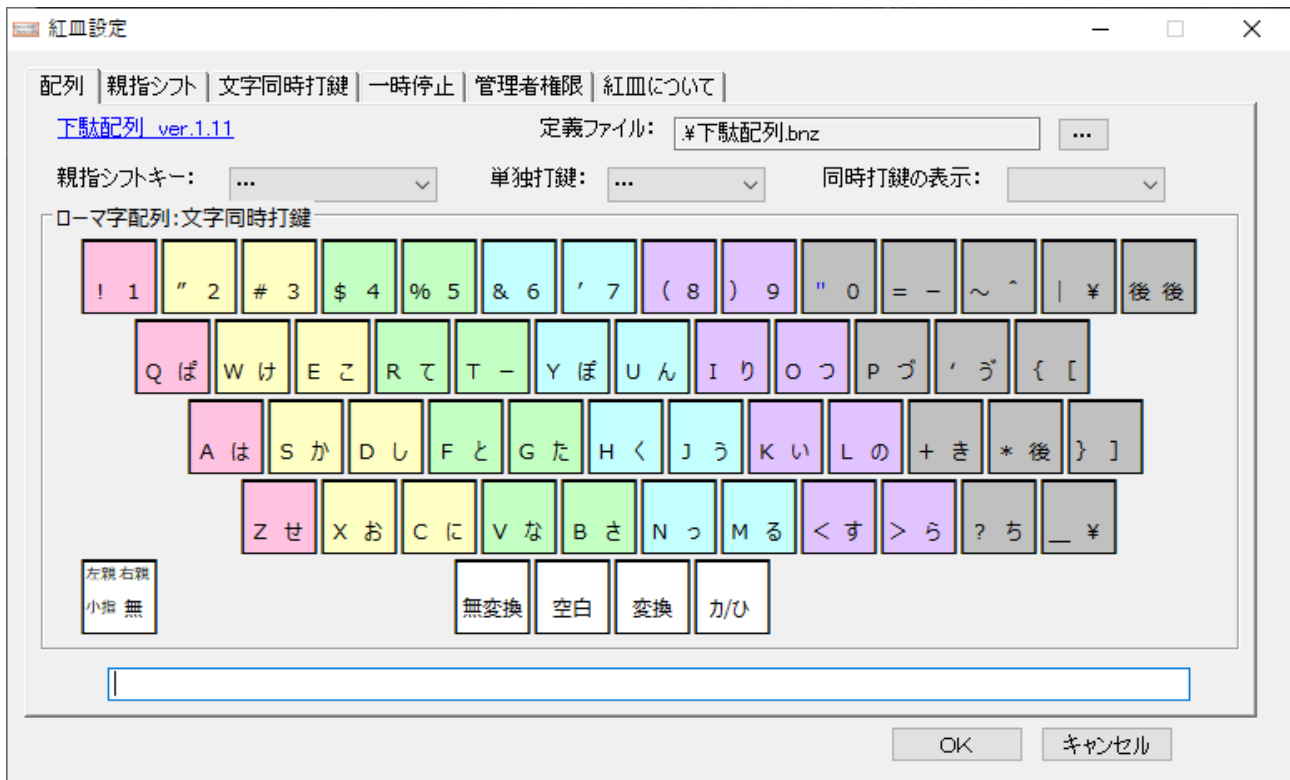 紅皿設定
配列 親指シフト 文字同時打鍵 一時停止 管理者権限 紅皿について
下駄配列 ver.1.11 定義ファイル: .¥下駄配列.bnz ...
親指シフトキー: ... 単独打鍵: ... 同時打鍵の表示:
ローマ字配列:文字同時打鍵
! 1 " 2 # 3 $ 4 % 5 & 6 ' 7 ( 8 ) 9 " 0 = - ~ ^ | ¥ 後 後
Q ぱ W け E こ R て T ー Y ぽ U ん I り O つ P づ ‘ ゔ { [
A は S か D し F と G た H く J う K い L の + き * 後 } ]
Z せ X お C に V な B さ N っ M る < す > ら ? ち _ ¥
左親 右親
小指 無 無変換 空白 変換 カ/ひ
OK キャンセル